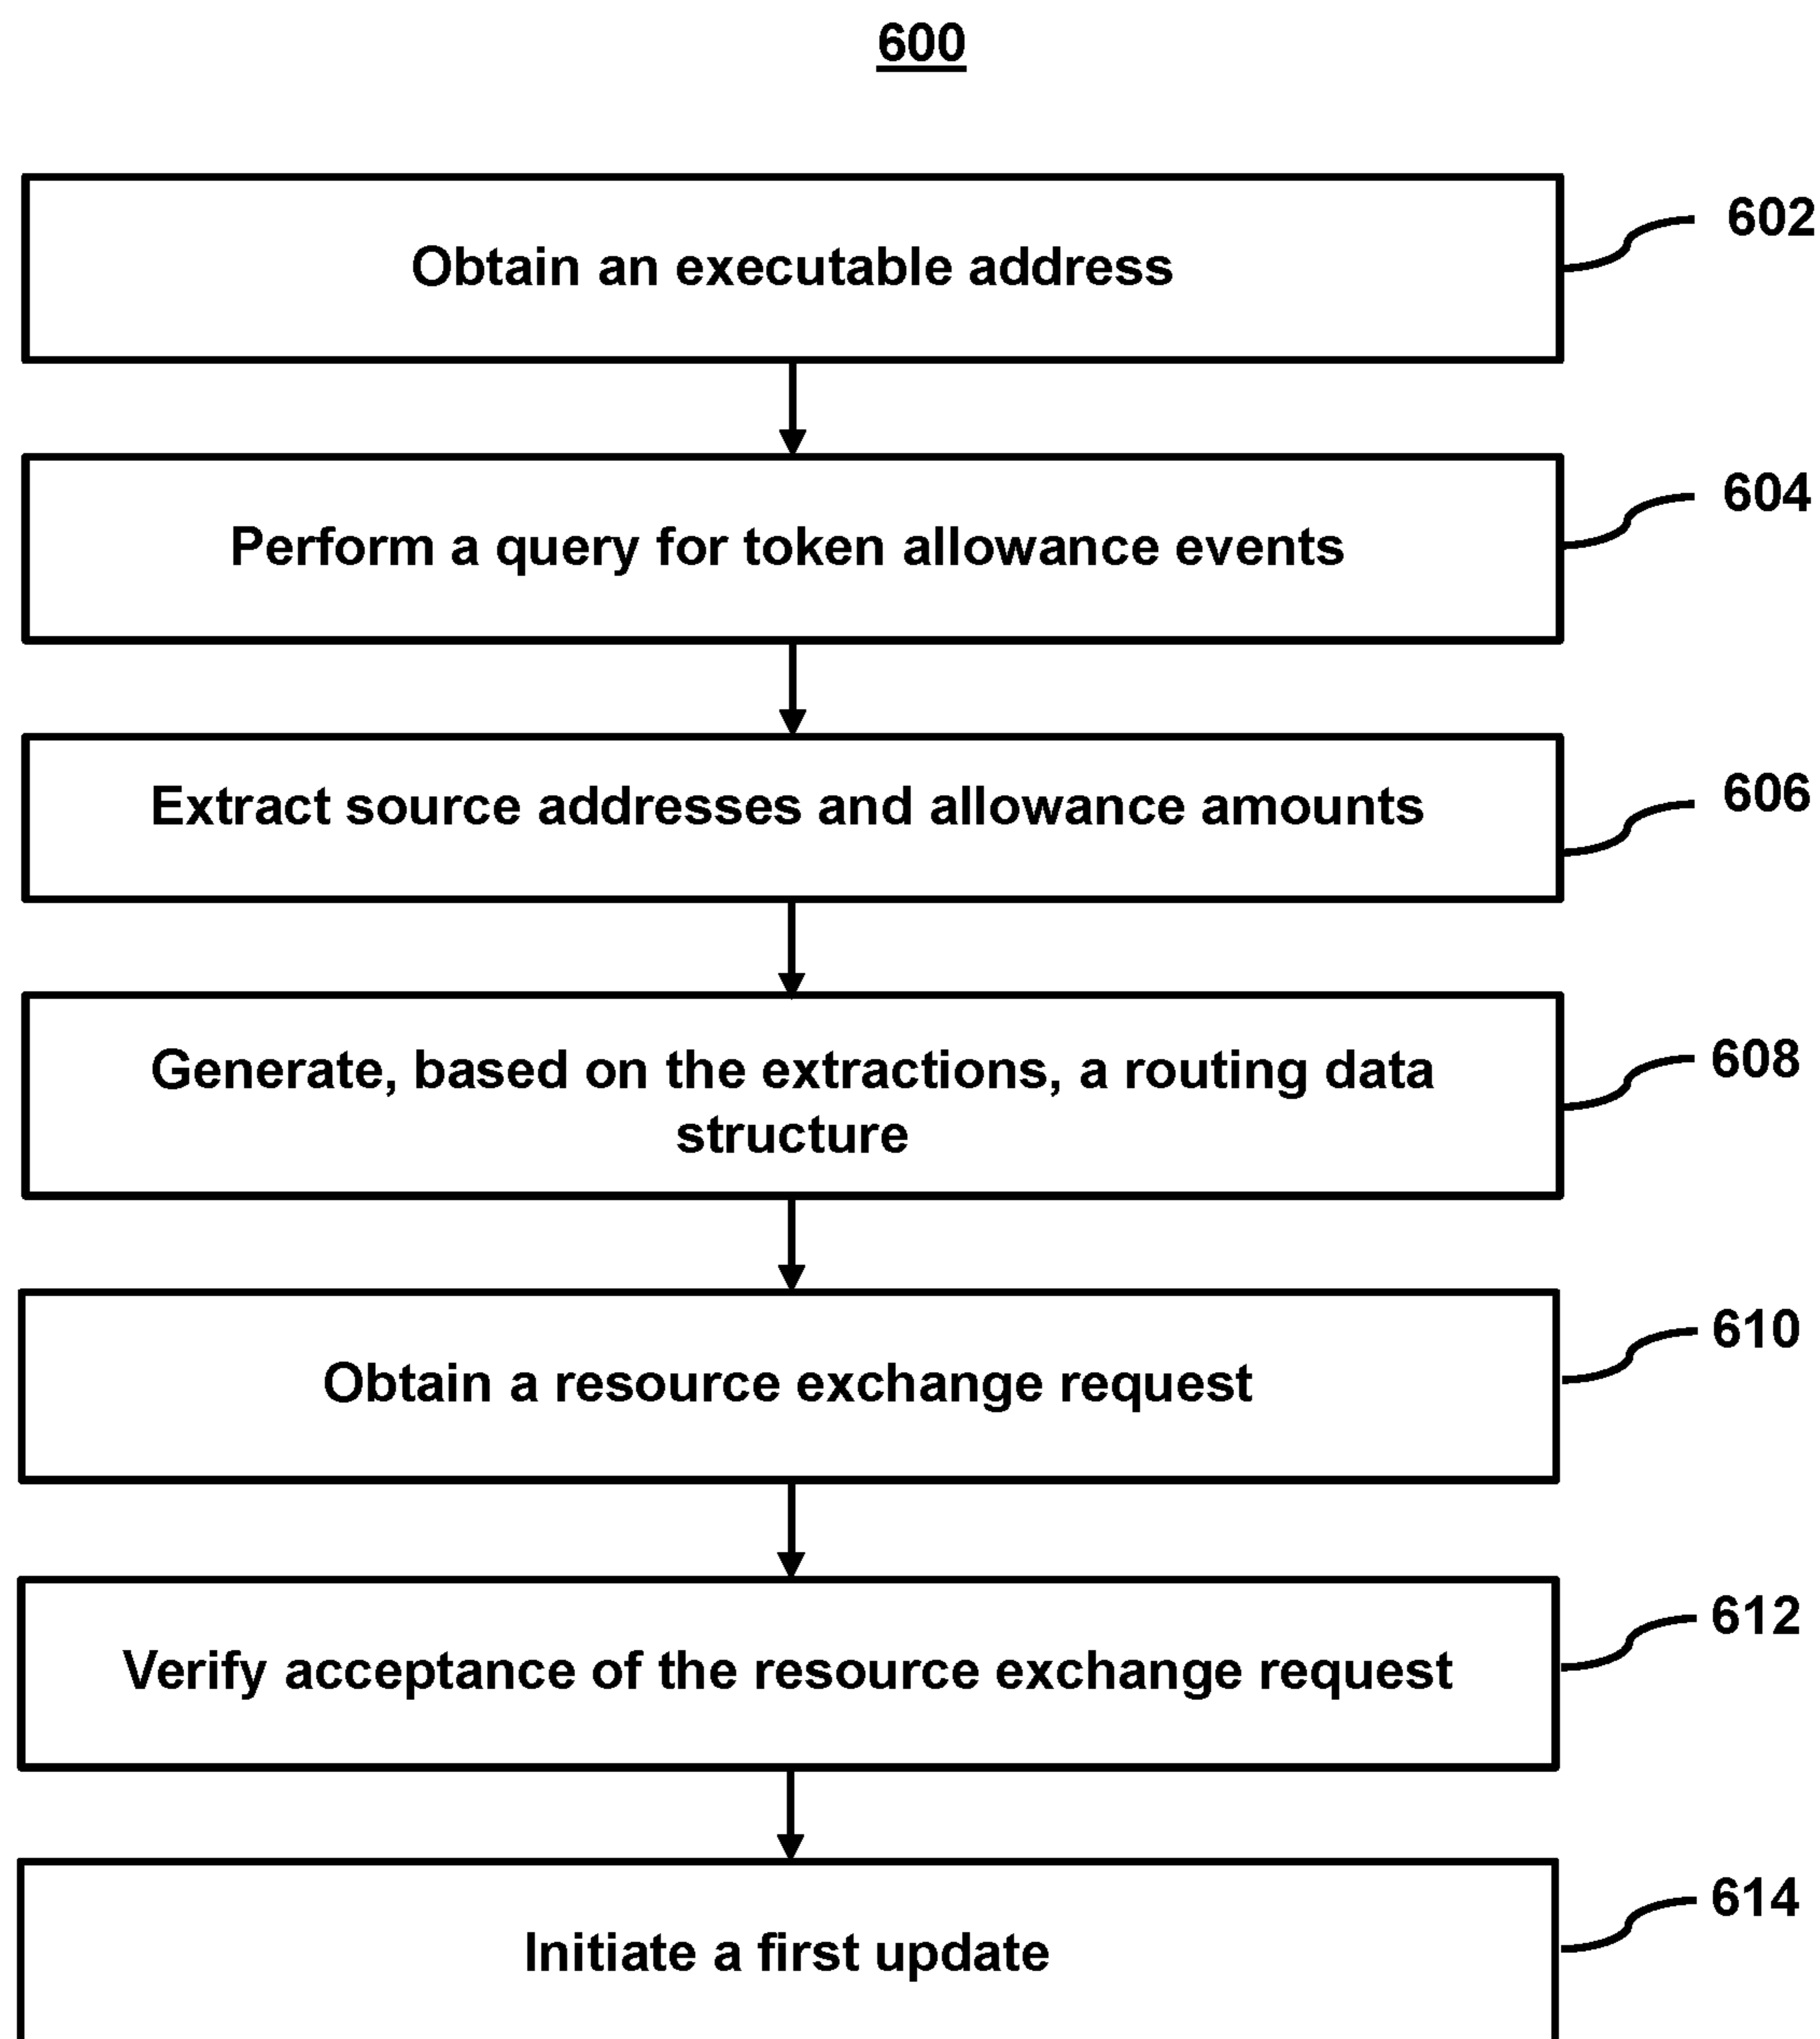 600
Obtain an executable address
602
Perform a query for token allowance events
604
Extract source addresses and allowance amounts
606
Generate, based on the extractions, a routing data
structure
608
Obtain a resource exchange request
610
Verify acceptance of the resource exchange request
612
Initiate a first update
614